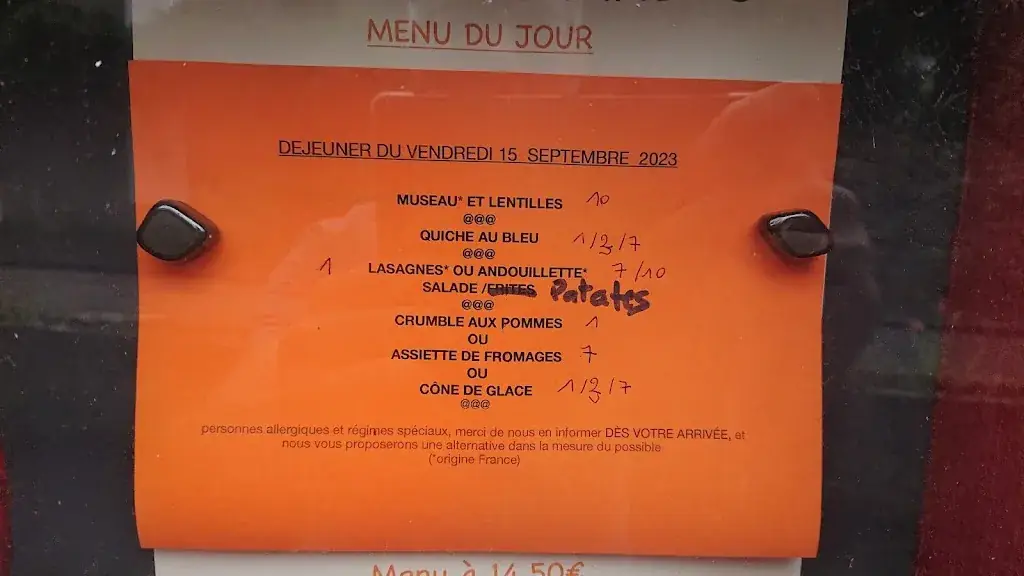 MENU DU JOUR
DEJEUNER DU VENDREDI 15 SEPTEMBRE 2023
MUSEAU* ET LENTILLES 10
@@@
QUICHE AU BLEU 1/3/7
@@@
1 LASAGNES* OU ANDOUILLETTE* 7/10
SALADE /FRITES Patates
@@@
CRUMBLE AUX POMMES 1
OU
ASSIETTE DE FROMAGES 7
OU
CÔNE DE GLACE 1/3/7
@@@
personnes allergiques et régimes spéciaux, merci de nous en informer DÈS VOTRE ARRIVÉE, et
nous vous proposerons une alternative dans la mesure du possible
(*origine France)
Menu à 14,50€